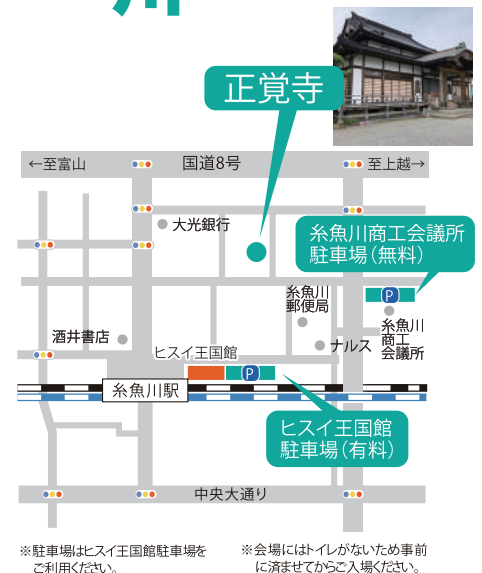 川
正覚寺
←至富山
国道8号
至上越→
大光銀行
糸魚川商工会議所
駐車場（無料）
P
糸魚川
郵便局
糸魚川
商工
会議所
酒井書店
ナルス
ヒスイ王国館
P
糸魚川駅
ヒスイ王国館
駐車場（有料）
中央大通り
※駐車場はヒスイ王国館駐車場を
ご利用ください。
※会場にはトイレがないため事前
に済ませてからご入場ください。